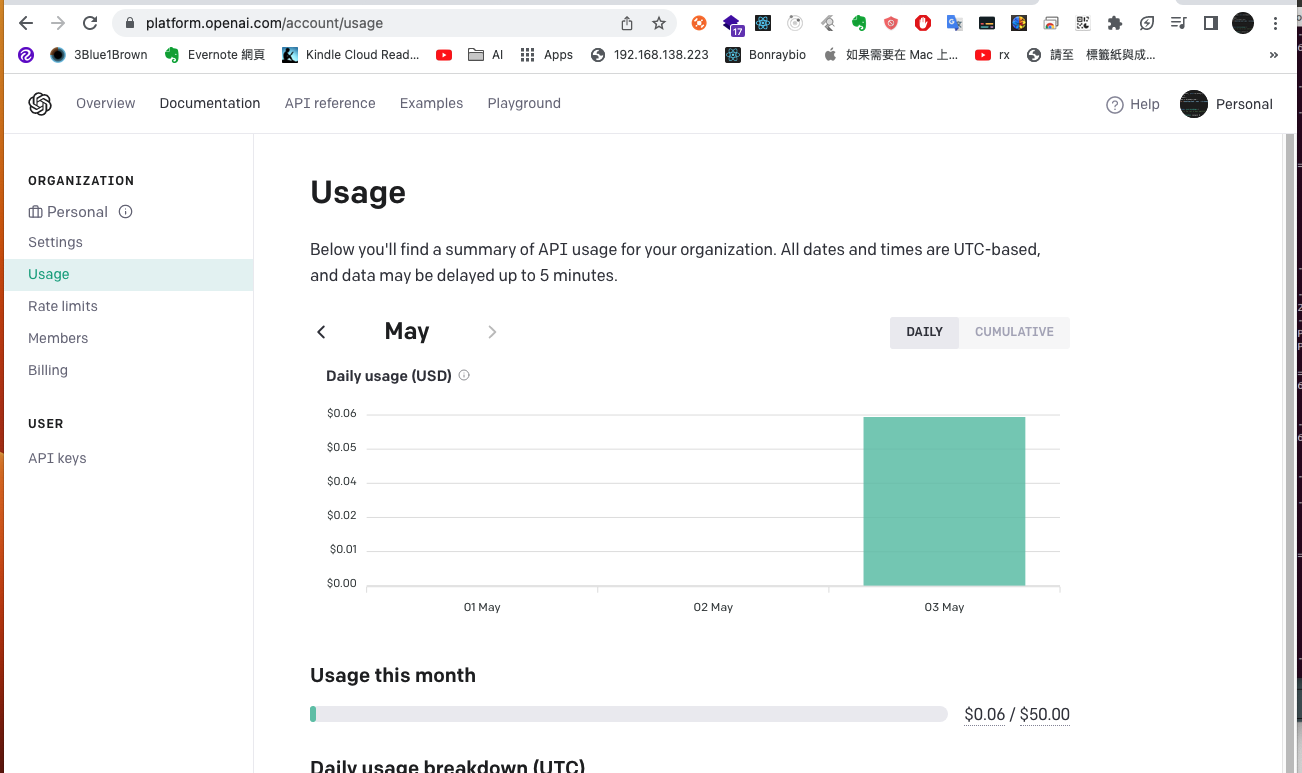 platform.openai.com/account/usage
17
3Blue1Brown Evernote 網頁 Kindle Cloud Read... AI Apps 192.168.138.223 Bonraybio 如果需要在 Mac 上... rx 請至 標籤紙與成... »
Overview Documentation API reference Examples Playground Help Personal
ORGANIZATION
Personal
Settings
Usage
Rate limits
Members
Billing
USER
API keys
Usage
Below you'll find a summary of API usage for your organization. All dates and times are UTC-based,
and data may be delayed up to 5 minutes.
May
DAILY CUMULATIVE
Daily usage (USD)
$0.06
$0.05
$0.04
$0.02
$0.01
$0.00
01 May 02 May 03 May
Usage this month
$0.06 / $50.00
Daily usage breakdown (UTC)